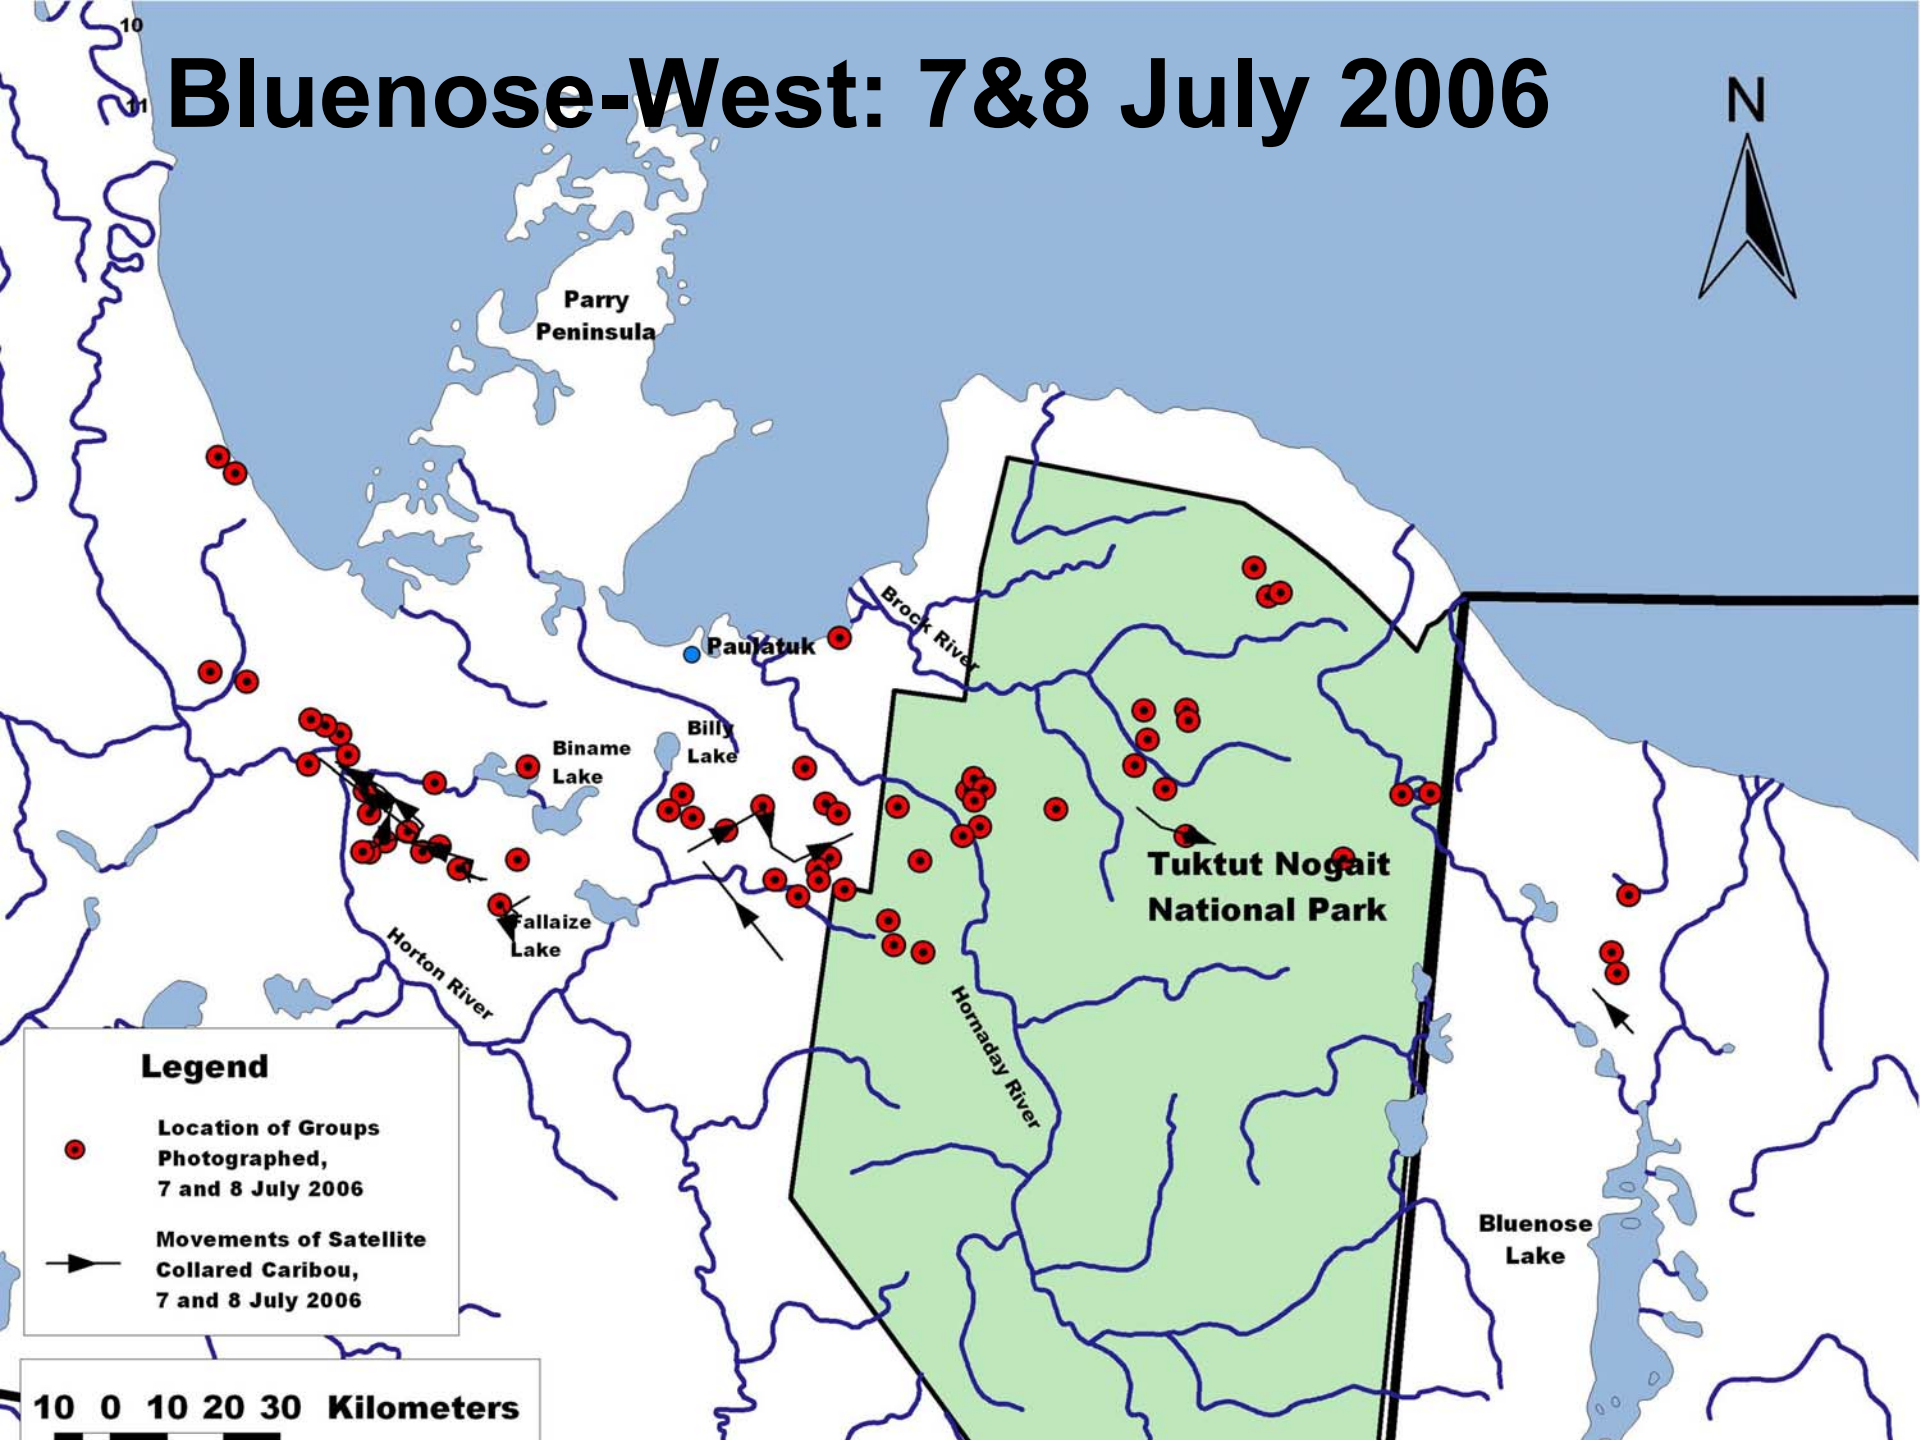 10
11
Bluenose-West: 7&8 July 2006
N
Parry
Peninsula
Brock River
Paulatuk
Billy
Lake
Biname
Lake
Tuktut Nogait
National Park
Fallaize
Lake
Horton River
Hornaday River
Bluenose
Lake
Legend
Location of Groups
Photographed,
7 and 8 July 2006
Movements of Satellite
Collared Caribou,
7 and 8 July 2006
10 0 10 20 30 Kilometers